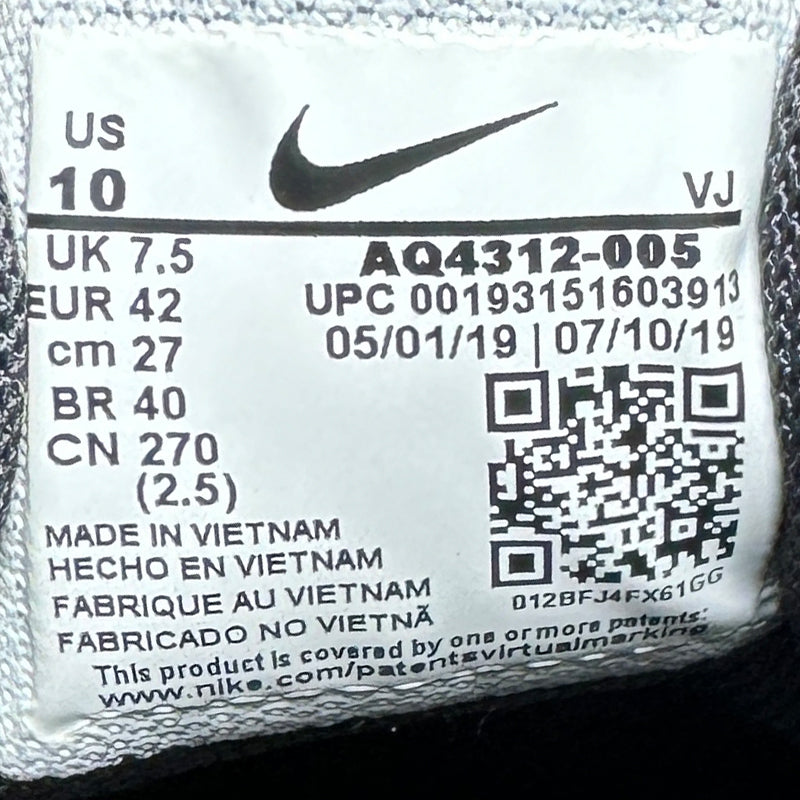 US
10
VJ
UK 7.5
AQ4312-005
EUR 42
UPC 00193151603913
cm 27
05/01/19 | 07/10/19
BR 40
CN 270
(2.5)
MADE IN VIETNAM
HECHO EN VIETNAM
FABRIQUE AU VIETNAM
FABRICADO NO VIETNÃ
012BFJ4FX61GG
This product is covered by one or more patents:
www.nike.com/patentsvirtualmarking